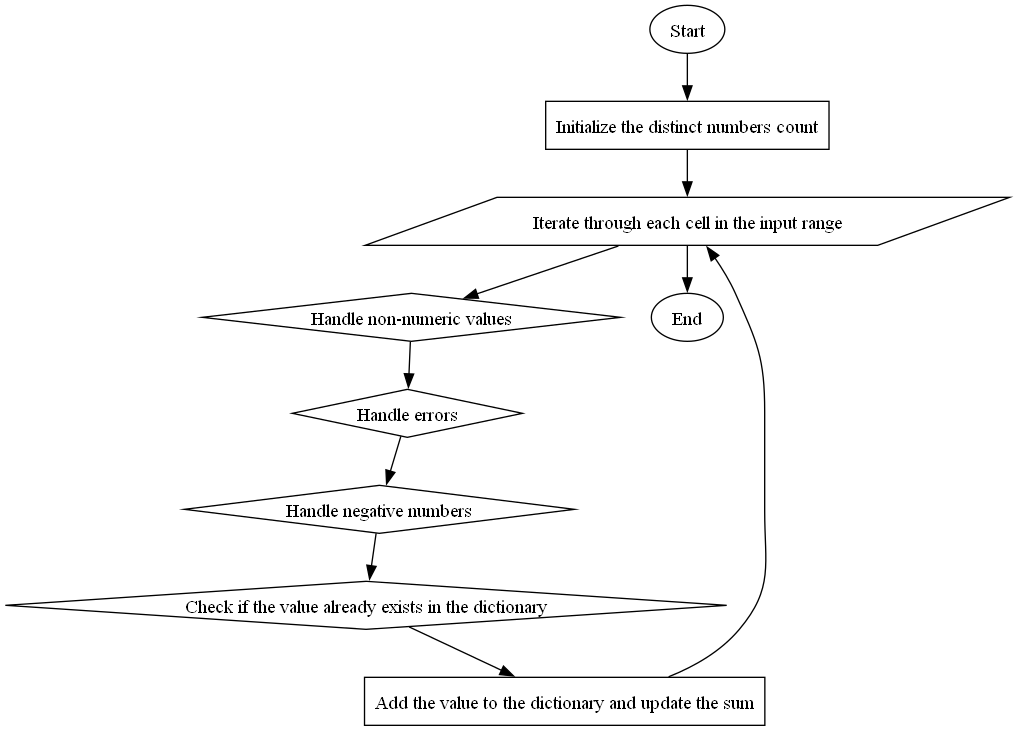 Start
Initialize the distinct numbers count
Iterate through each cell in the input range
Handle non-numeric values
End
Handle errors
Handle negative numbers
Check if the value already exists in the dictionary
Add the value to the dictionary and update the sum